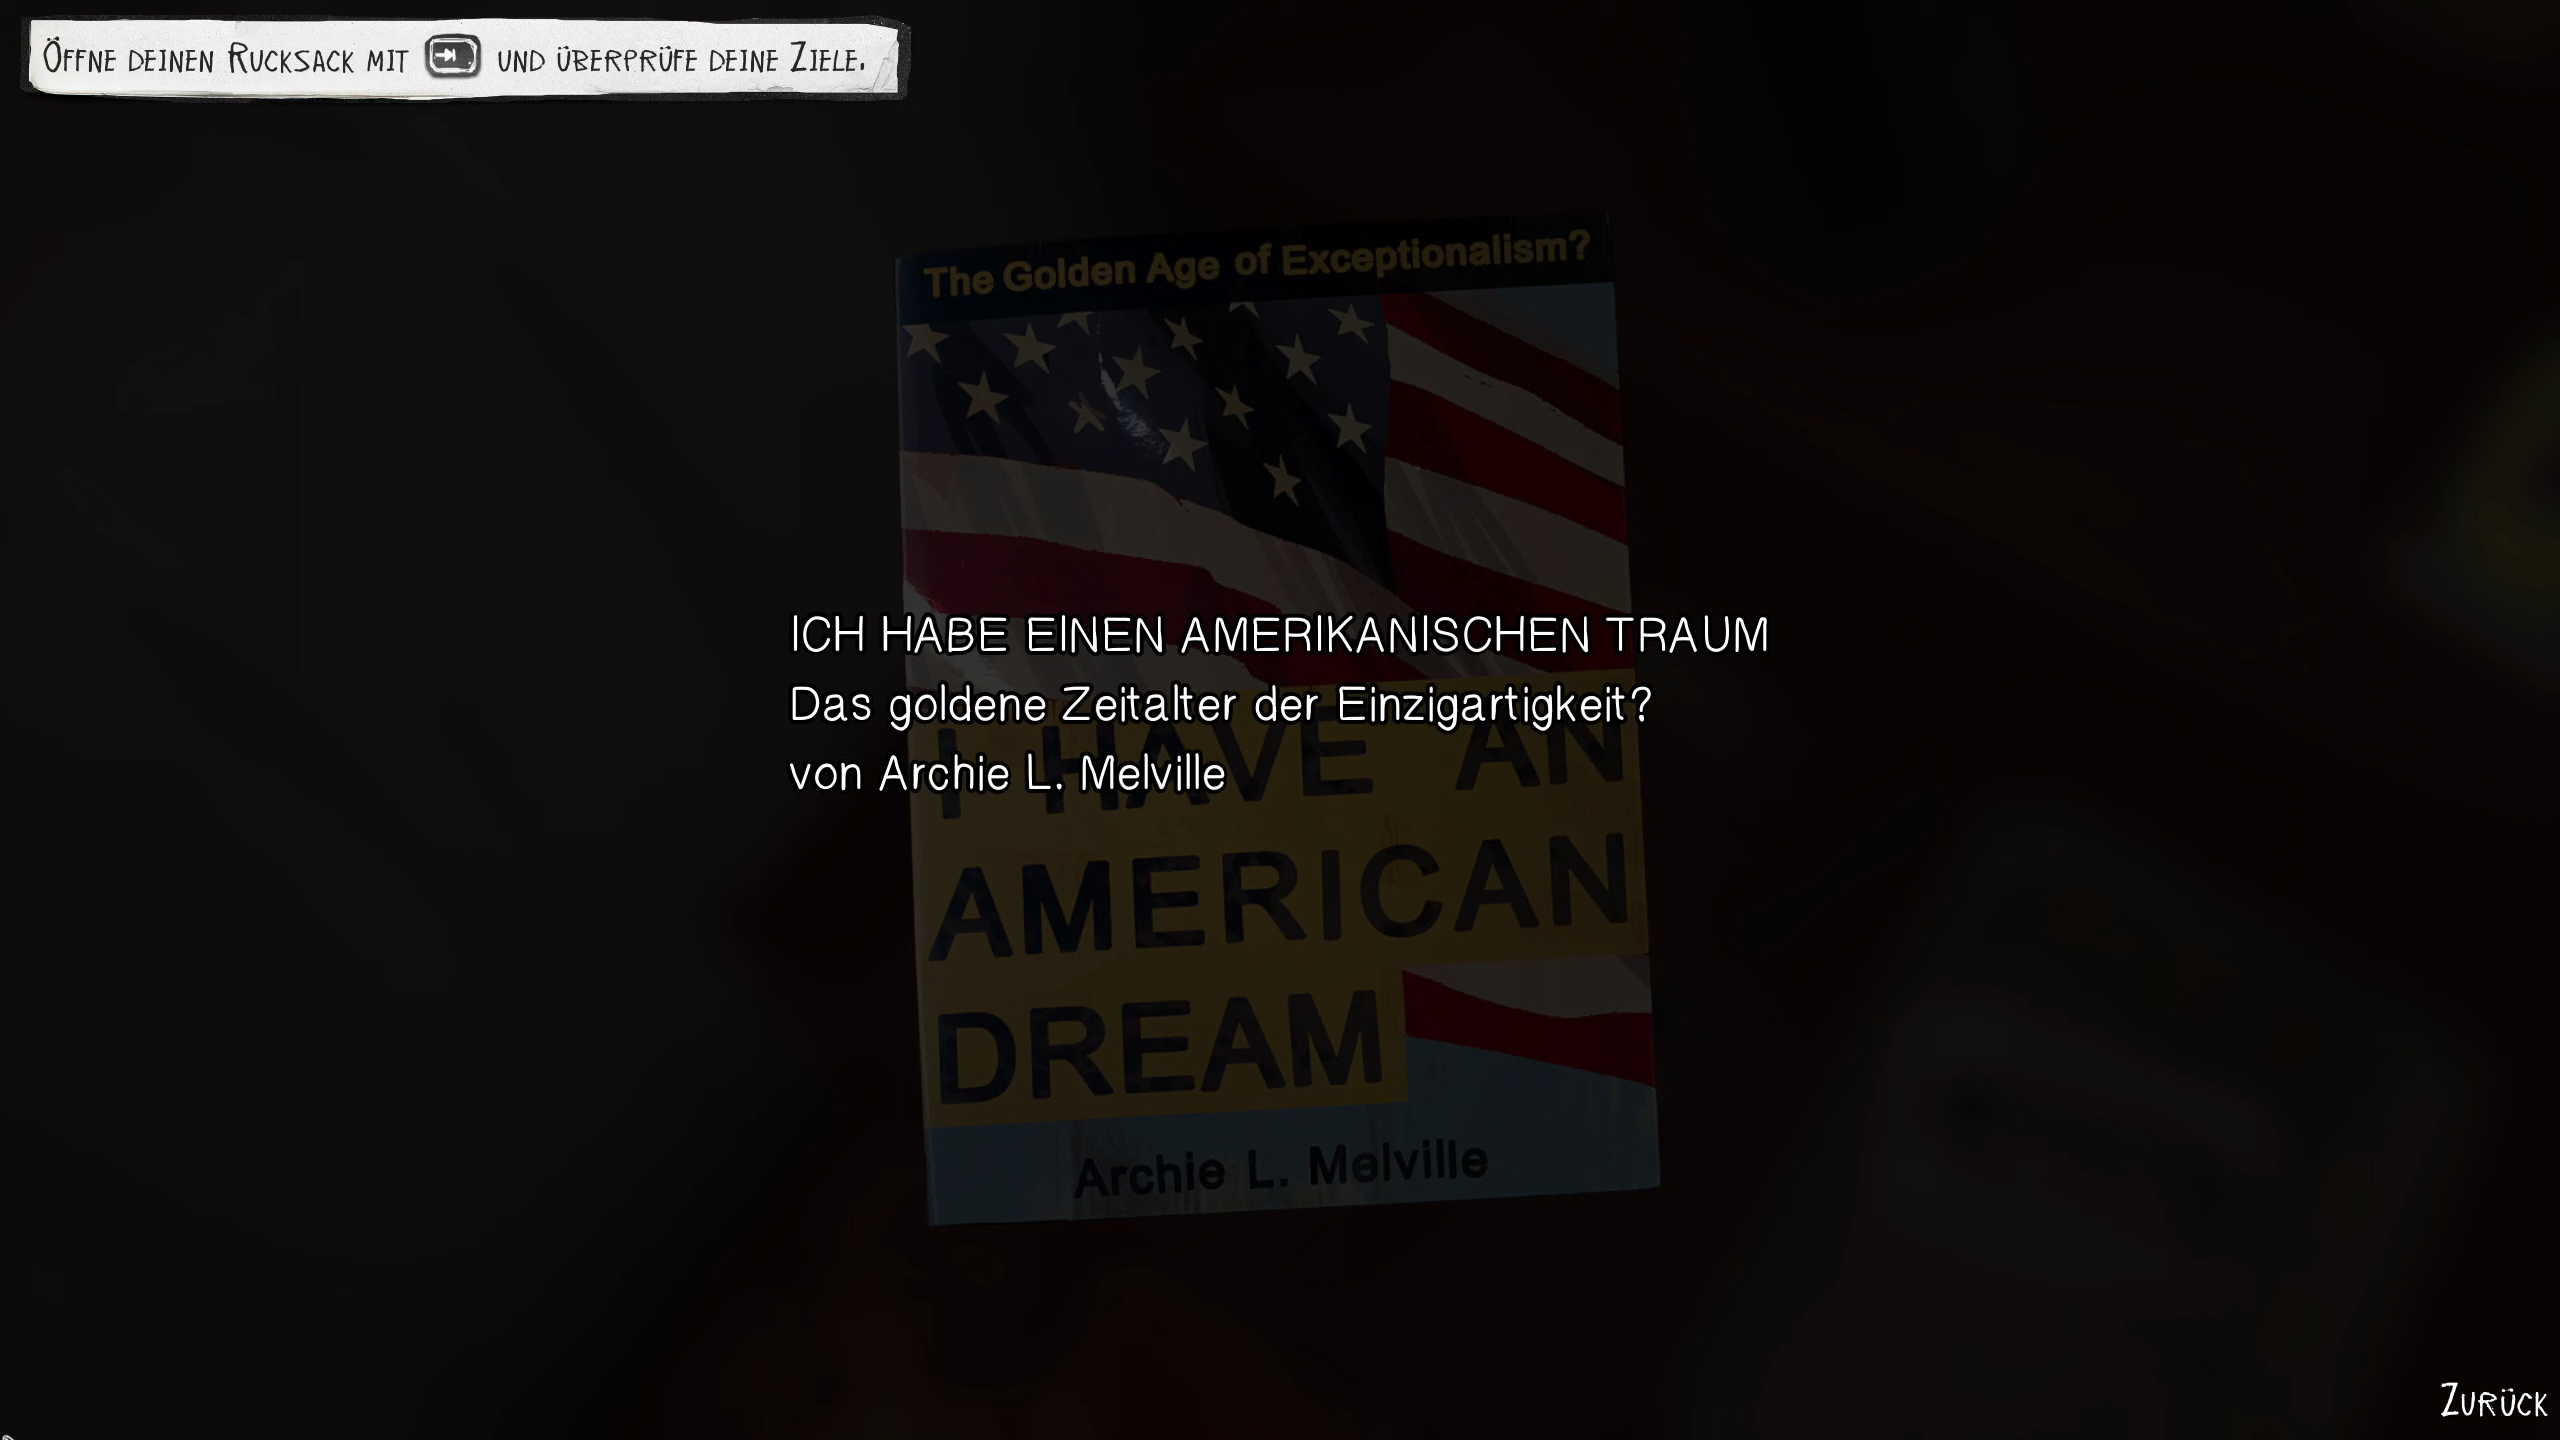 Öffne deinen Rucksack mit und überprüfe deine Ziele.
The Golden Age of Exceptionalism?
ICH HABE EINEN AMERIKANISCHEN TRAUM
Das goldene Zeitalter der Einzigartigkeit?
von Archie L. Melville
I HAVE AN
AMERICAN
DREAM
Archie L. Melville
Zurück